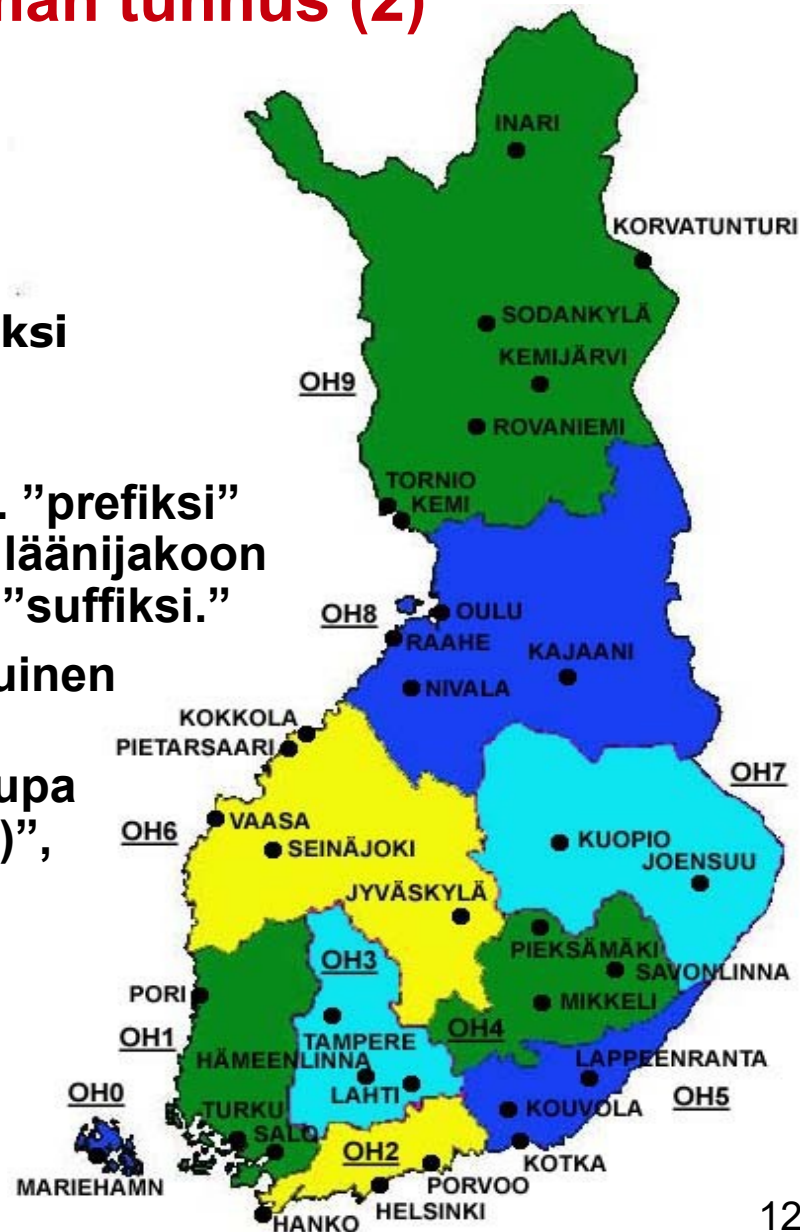 nan tunnus (2)
ksi
. ”prefiksi”
läänijakoon
”suffiksi.”
uinen
upa
)”,
INARI
KORVATUNTURI
SODANKYLÄ
KEMIJÄRVI
OH9
ROVANIEMI
TORNIO
KEMI
OH8
OULU
RAAHE
KAJAANI
NIVALA
KOKKOLA
PIETARSAARI
OH7
VAASA
OH6
KUOPIO
SEINÄJOKI
JOENSUU
JYVÄSKYLÄ
PIEKSÄMÄKI
OH3
SAVONLINNA
PORI
MIKKELI
OH1
TAMPERE
OH4
HÄMEENLINNA
LAPPEENRANTA
LAHTI
OH0
OH5
TURKU
KOUVOLA
SALO
OH2
KOTKA
MARIEHAMN
PORVOO
HELSINKI
HANKO
12